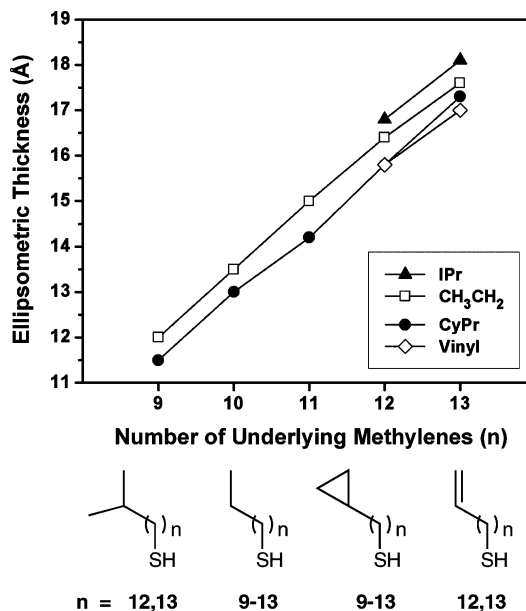 19
18
17
16
15
14
13
12
11
Ellipsometric Thickness (Å)
IPr
CH₃CH₂
CyPr
Vinyl
9 10 11 12 13
Number of Underlying Methylenes (n)
( )n ( )n ( )n ( )n
SH SH SH SH
n = 12,13 9-13 9-13 12,13